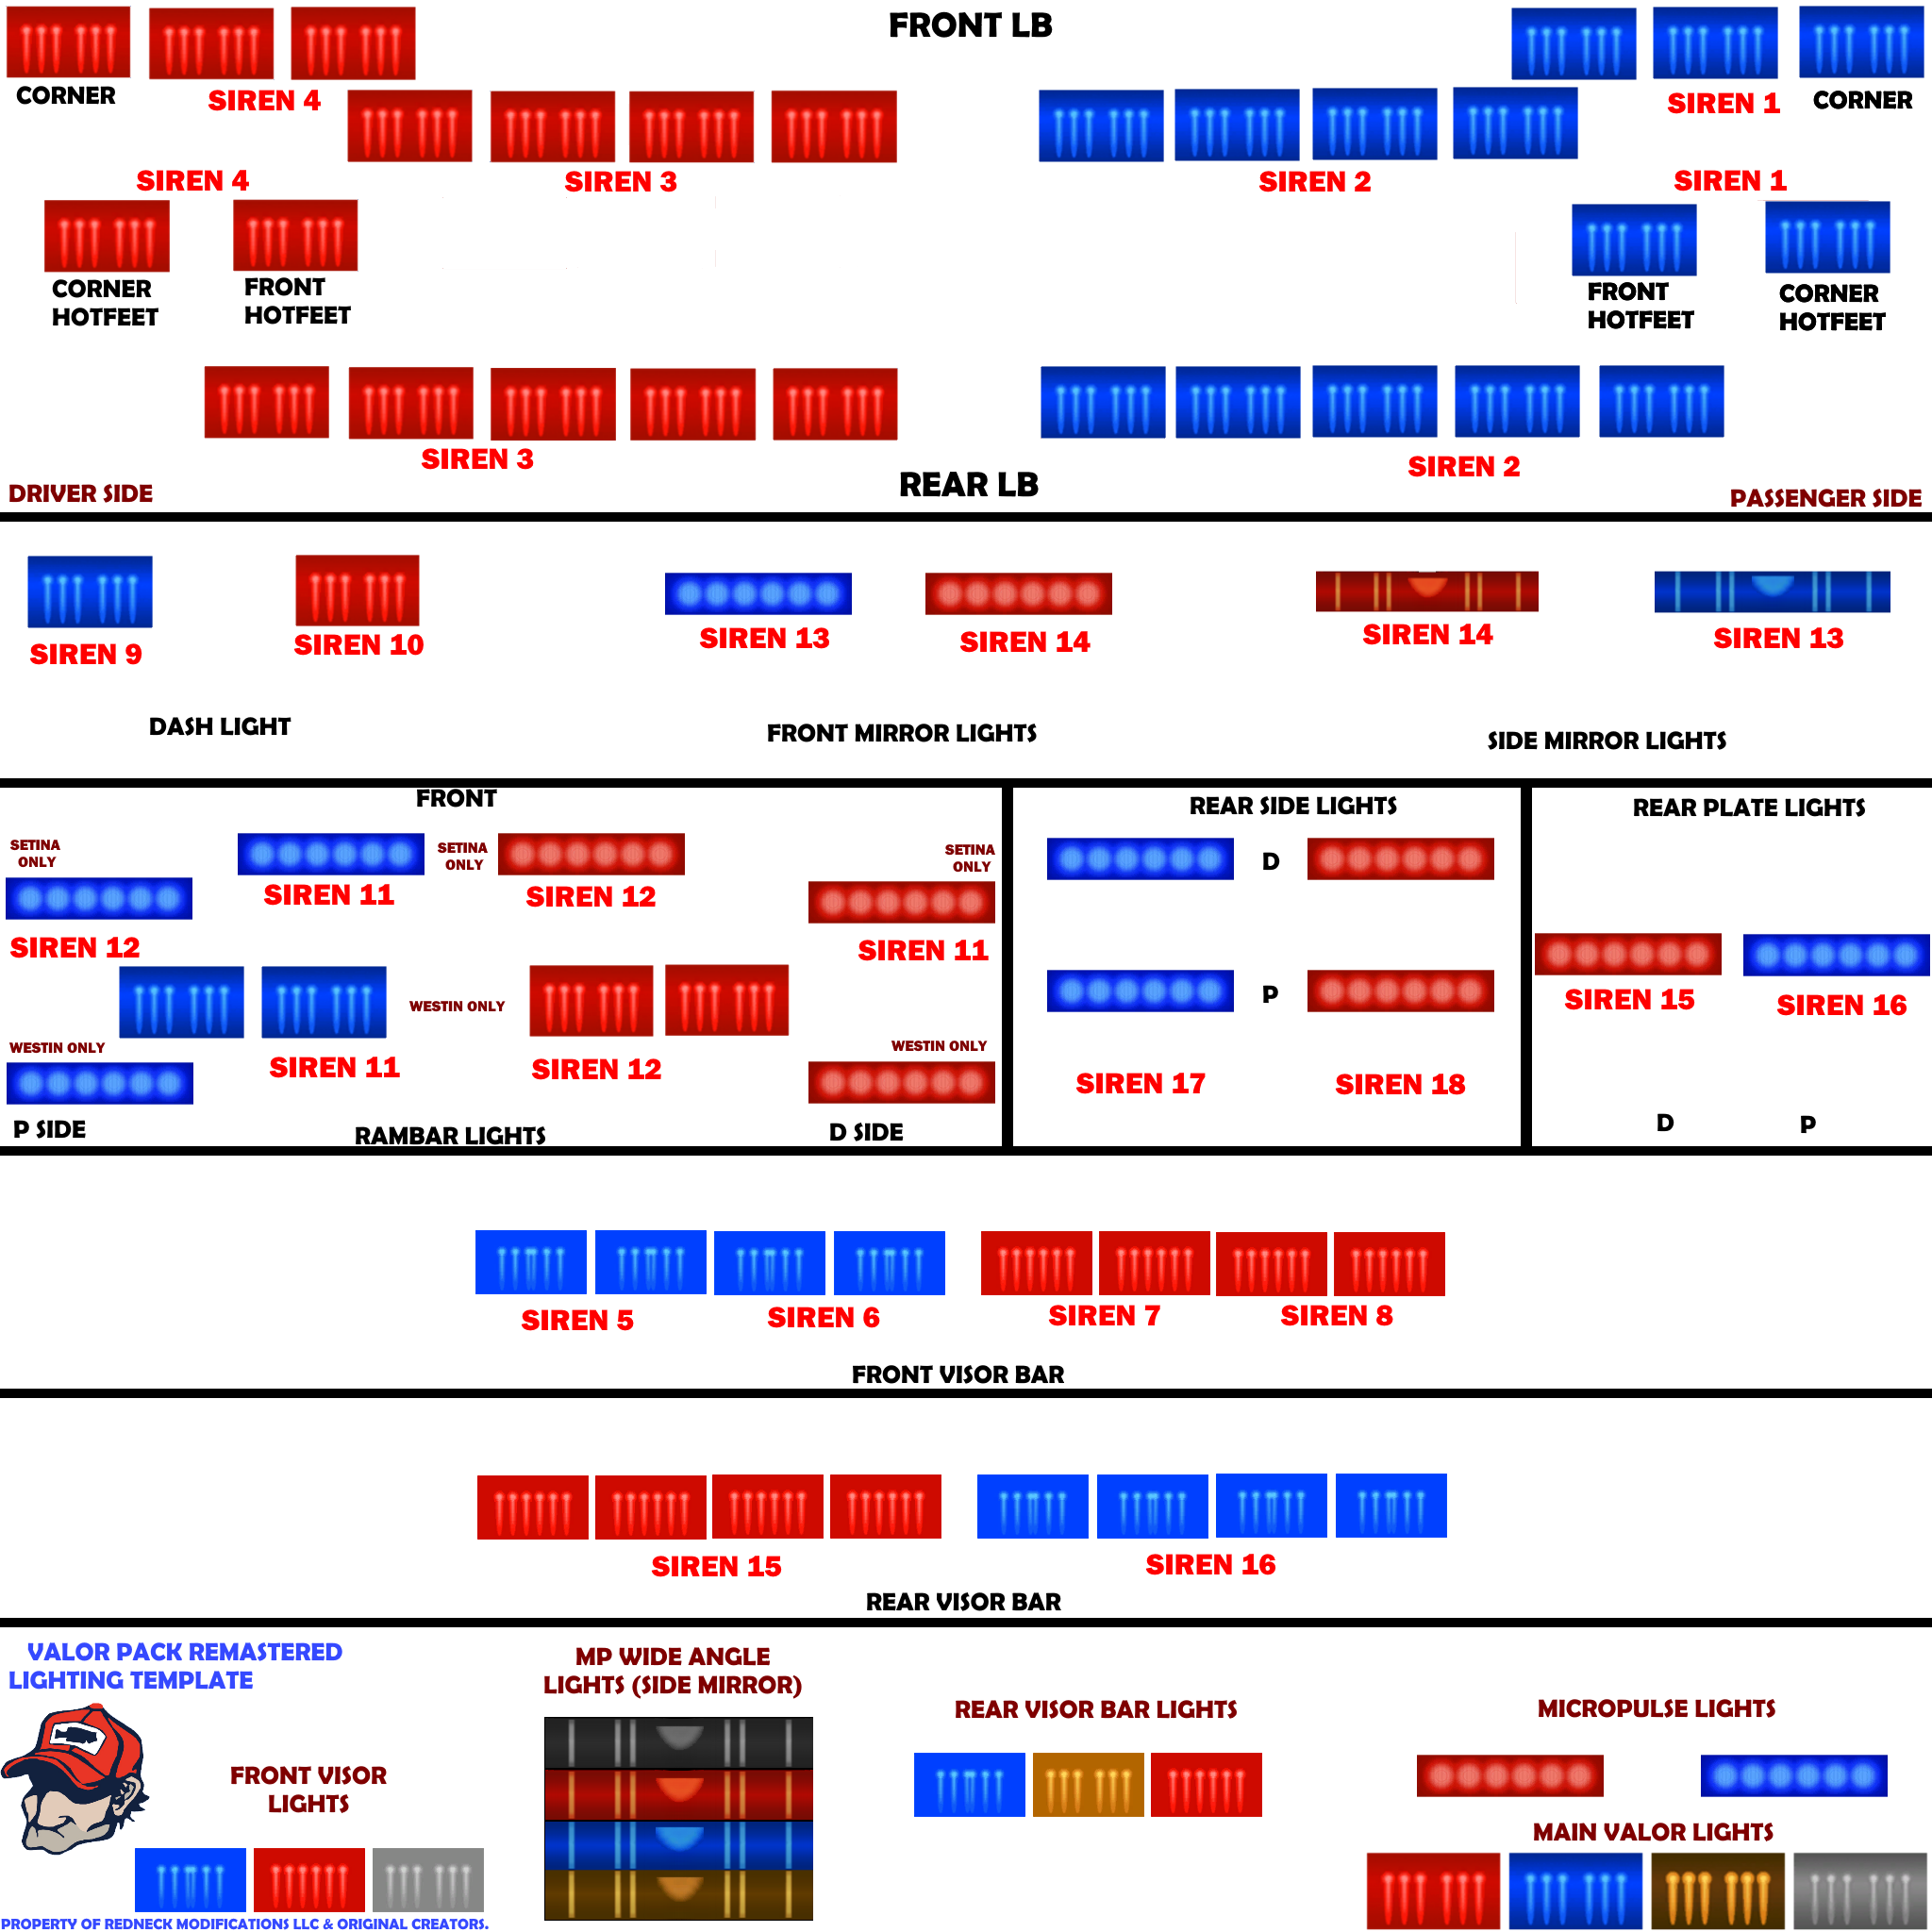 FRONT LB
CORNER
SIREN 4
SIREN 1
CORNER
SIREN 4
SIREN 3
SIREN 2
SIREN 1
CORNER
HOTFEET
FRONT
HOTFEET
FRONT
HOTFEET
CORNER
HOTFEET
SIREN 3
SIREN 2
DRIVER SIDE
REAR LB
PASSENGER SIDE
SIREN 9
SIREN 10
SIREN 13
SIREN 14
SIREN 14
SIREN 13
DASH LIGHT
FRONT MIRROR LIGHTS
SIDE MIRROR LIGHTS
FRONT
SETINA
ONLY
SETINA
ONLY
SETINA
ONLY
SIREN 11
SIREN 12
SIREN 12
SIREN 11
WESTIN ONLY
WESTIN ONLY
SIREN 11
SIREN 12
WESTIN ONLY
P SIDE
RAMBAR LIGHTS
D SIDE
REAR SIDE LIGHTS
D
P
SIREN 17
SIREN 18
REAR PLATE LIGHTS
SIREN 15
SIREN 16
D
P
SIREN 5
SIREN 6
SIREN 7
SIREN 8
FRONT VISOR BAR
SIREN 15
SIREN 16
REAR VISOR BAR
VALOR PACK REMASTERED
LIGHTING TEMPLATE
FRONT VISOR
LIGHTS
MP WIDE ANGLE
LIGHTS (SIDE MIRROR)
REAR VISOR BAR LIGHTS
MICROPULSE LIGHTS
MAIN VALOR LIGHTS
PROPERTY OF REDNECK MODIFICATIONS LLC & ORIGINAL CREATORS.